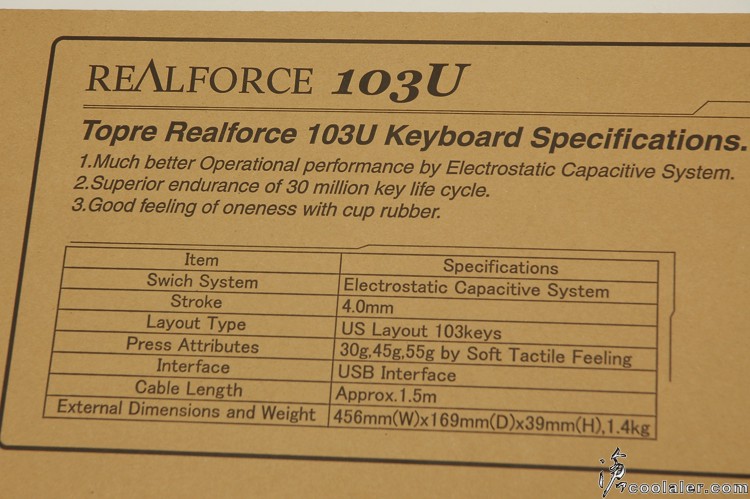 REALFORCE 103U
Topre Realforce 103U Keyboard Specifications.
1.Much better Operational performance by Electrostatic Capacitive System.
2.Superior endurance of 30 million key life cycle.
3.Good feeling of oneness with cup rubber.
Item Specifications
Swich System Electrostatic Capacitive System
Stroke 4.0mm
Layout Type US Layout 103keys
Press Attributes 30g,45g,55g by Soft Tactile Feeling
Interface USB Interface
Cable Length Approx.1.5m
External Dimensions and Weight 456mm(W)x169mm(D)x39mm(H),1.4kg
coolaler.com